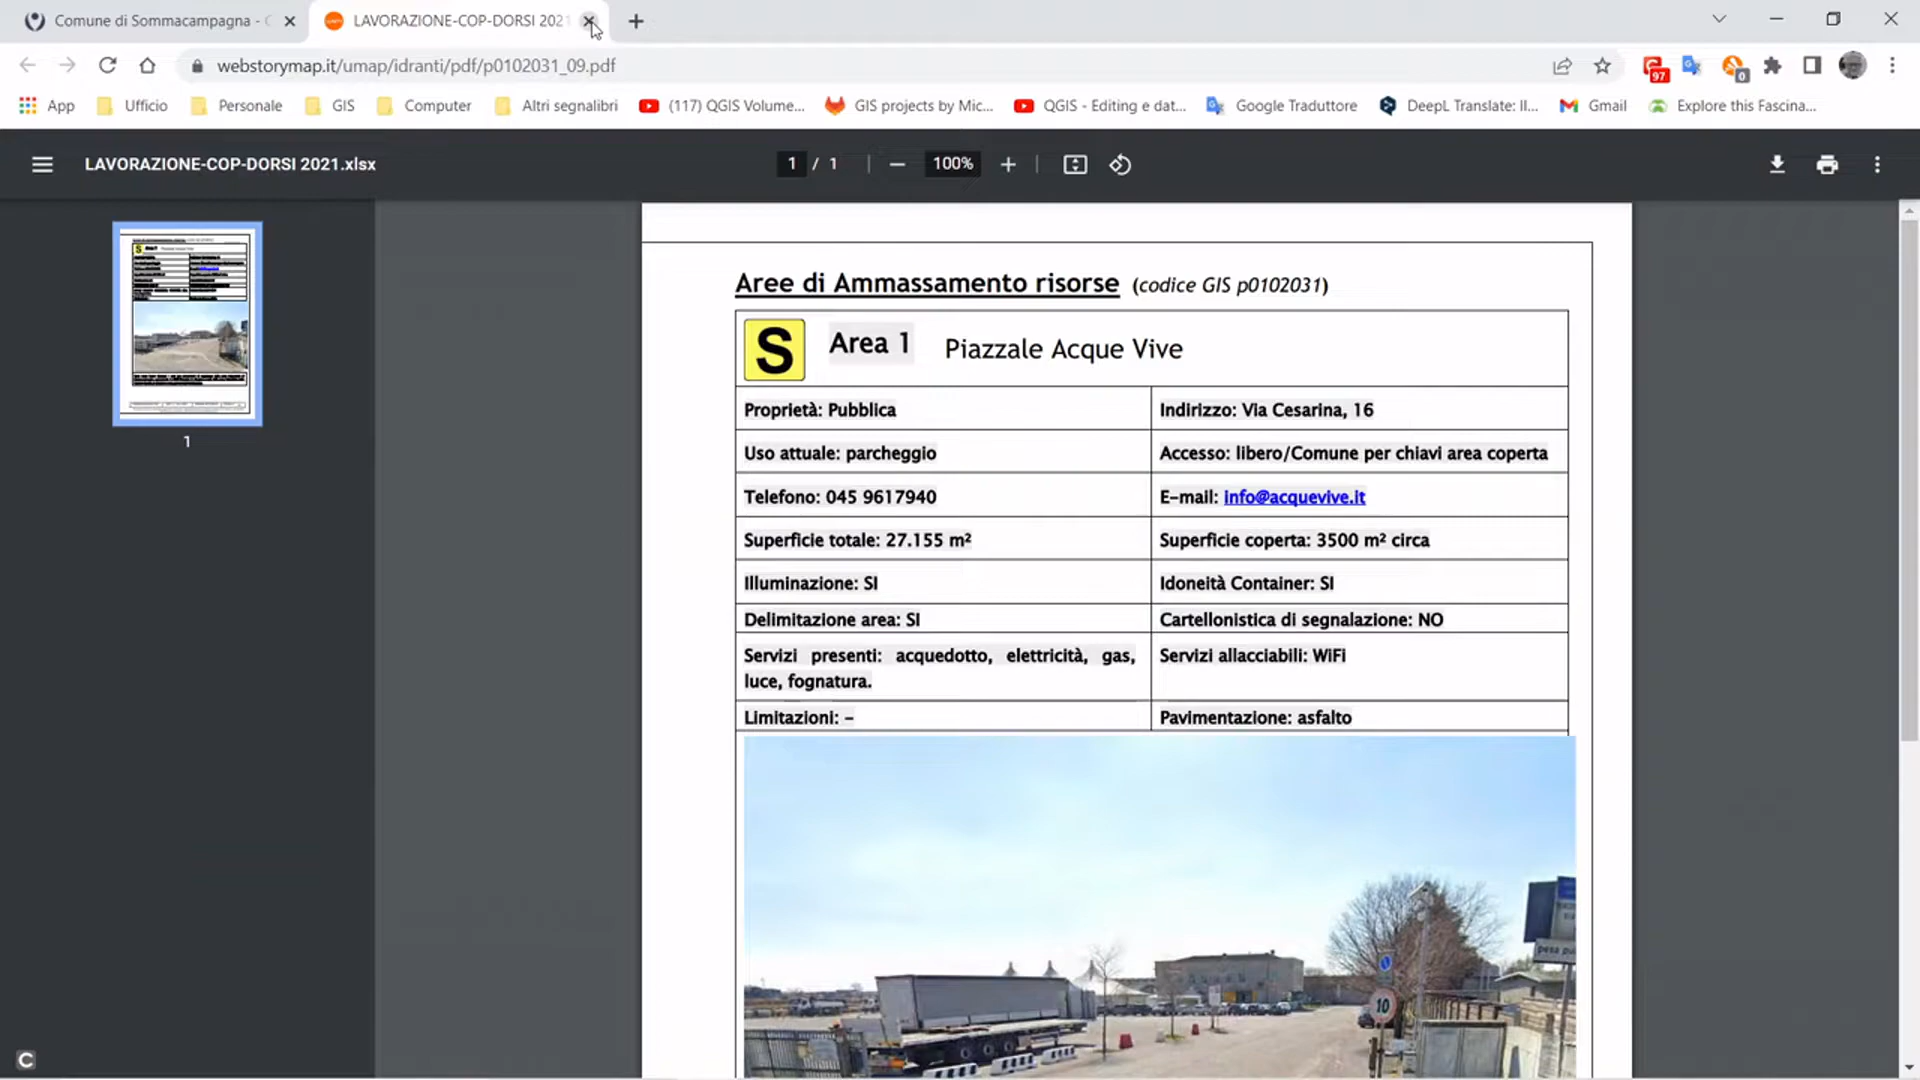 Comune di Sommacampagna - C
LAVORAZIONE-COP-DORSI 2021
webstorymap.it/umap/idranti/pdf/p0102031_09.pdf
97
0
App
Ufficio
Personale
GIS
Computer
Altri segnalibri
(117) QGIS Volume...
GIS projects by Mic...
QGIS - Editing e dat...
Google Traduttore
DeepL Translate: Il...
Gmail
Explore this Fascina...
LAVORAZIONE-COP-DORSI 2021.xlsx
1 / 1
100%
1
Aree di Ammassamento risorse (codice GIS p0102031)
S Area 1 Piazzale Acque Vive
Proprietà: Pubblica
Indirizzo: Via Cesarina, 16
Uso attuale: parcheggio
Accesso: libero/Comune per chiavi area coperta
Telefono: 045 9617940
E-mail: info@acquevive.it
Superficie totale: 27.155 m²
Superficie coperta: 3500 m² circa
Illuminazione: SI
Idoneità Container: SI
Delimitazione area: SI
Cartellonistica di segnalazione: NO
Servizi presenti: acquedotto, elettricità, gas,
luce, fognatura.
Servizi allacciabili: WiFi
Limitazioni: -
Pavimentazione: asfalto
10
C